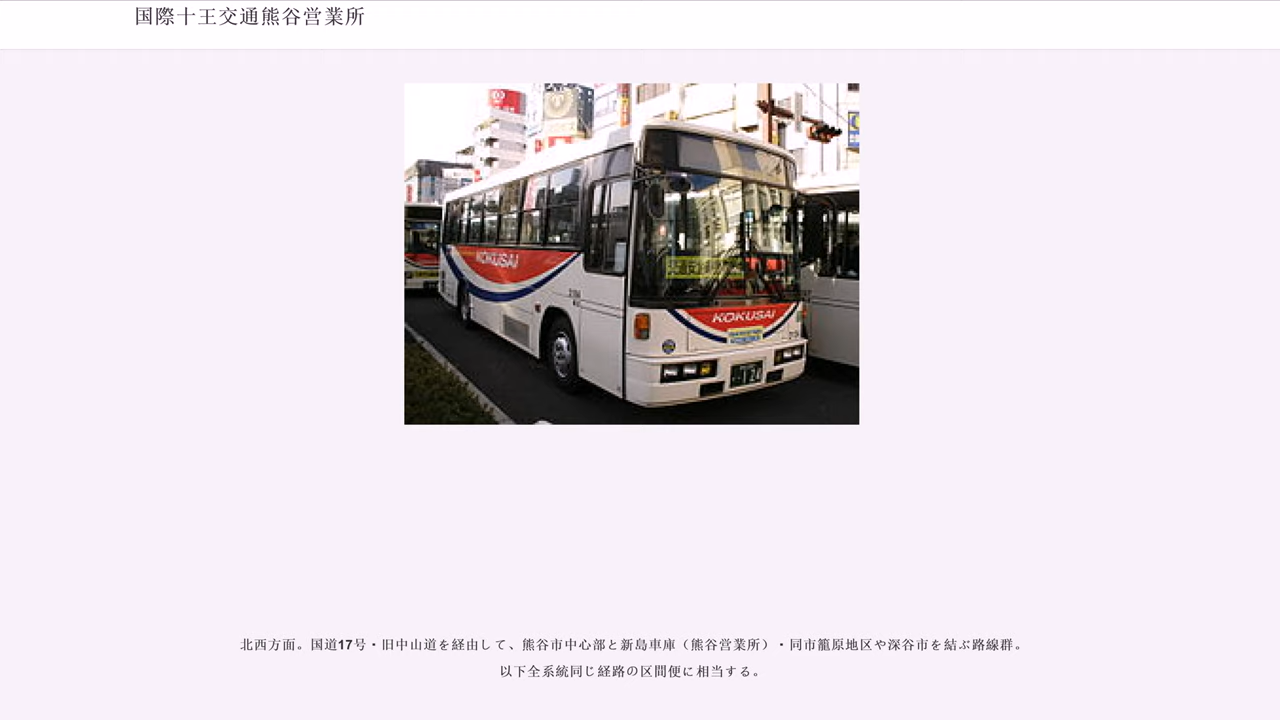 国際十王交通熊谷営業所
KOKUSAI
KOKUSAI
北西方面。国道17号・旧中山道を経由して、熊谷市中心部と新島車庫（熊谷営業所）・同市籠原地区や深谷市を結ぶ路線群。
以下全系統同じ経路の区間便に相当する。